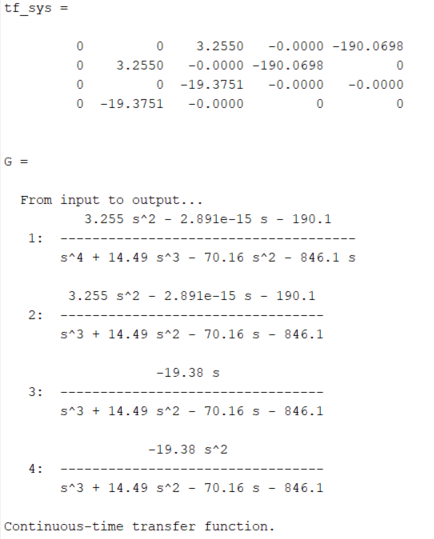 tf_sys =
0 0 3.2550 -0.0000 -190.0698
0 3.2550 -0.0000 -190.0698 0
0 0 -19.3751 -0.0000 -0.0000
0 -19.3751 -0.0000 0 0
G =
From input to output...
3.255 s^2 - 2.891e-15 s - 190.1
1: -------------------------------------
s^4 + 14.49 s^3 - 70.16 s^2 - 846.1 s
3.255 s^2 - 2.891e-15 s - 190.1
2: ---------------------------------
s^3 + 14.49 s^2 - 70.16 s - 846.1
-19.38 s
3: ---------------------------------
s^3 + 14.49 s^2 - 70.16 s - 846.1
-19.38 s^2
4: ---------------------------------
s^3 + 14.49 s^2 - 70.16 s - 846.1
Continuous-time transfer function.